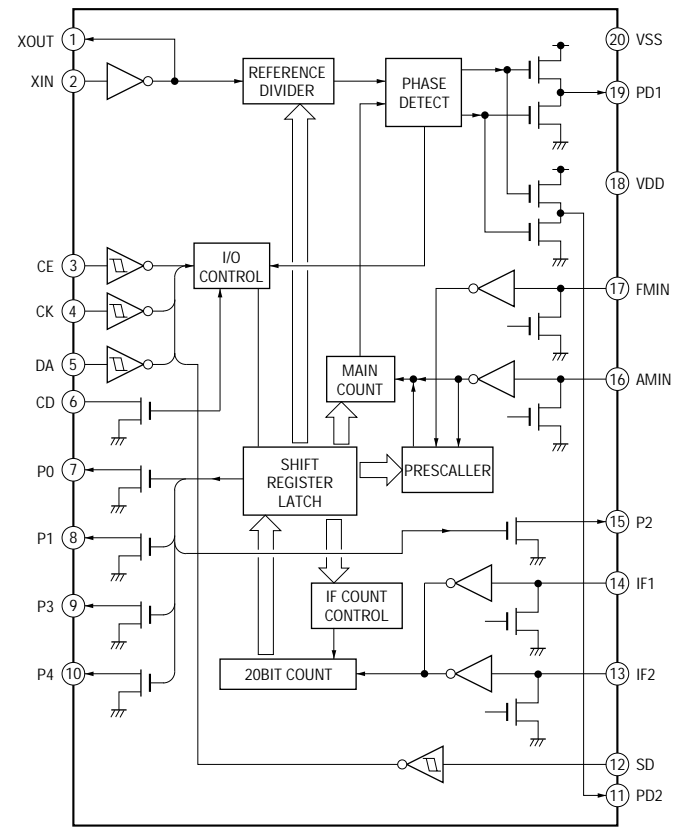 XOUT 1
XIN 2
REFERENCE
DIVIDER
PHASE
DETECT
20 VSS
19 PD1
18 VDD
CE 3
CK 4
DA 5
CD 6
I/O
CONTROL
17 FMIN
16 AMIN
MAIN
COUNT
P0 7
SHIFT
REGISTER
LATCH
PRESCALLER
P1 8
15 P2
P3 9
IF COUNT
CONTROL
14 IF1
P4 10
20BIT COUNT
13 IF2
12 SD
11 PD2